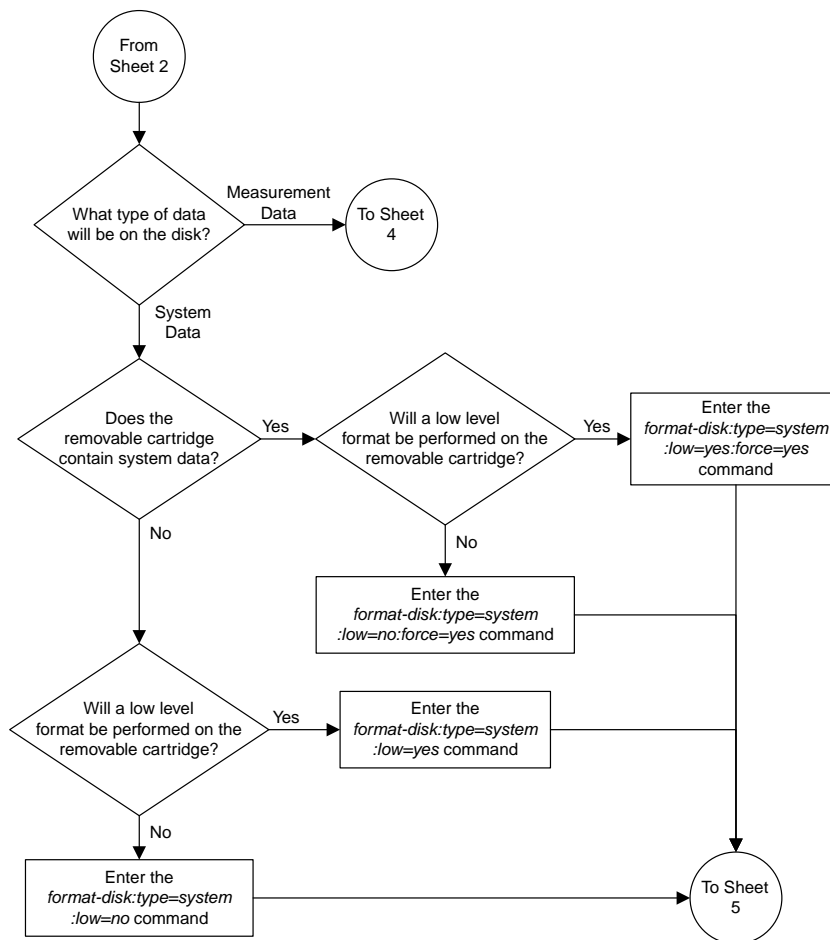 From
Sheet 2
What type of data
will be on the disk?
Measurement
Data
To Sheet
4
System
Data
Does the
removable cartridge
contain system data?
Yes
Will a low level
format be performed on the
removable cartridge?
Yes
Enter the
format-disk:type=system
:low=yes:force=yes
command
No
No
Enter the
format-disk:type=system
:low=no:force=yes command
Will a low level
format be performed on the
removable cartridge?
Yes
Enter the
format-disk:type=system
:low=yes command
No
Enter the
format-disk:type=system
:low=no command
To Sheet
5